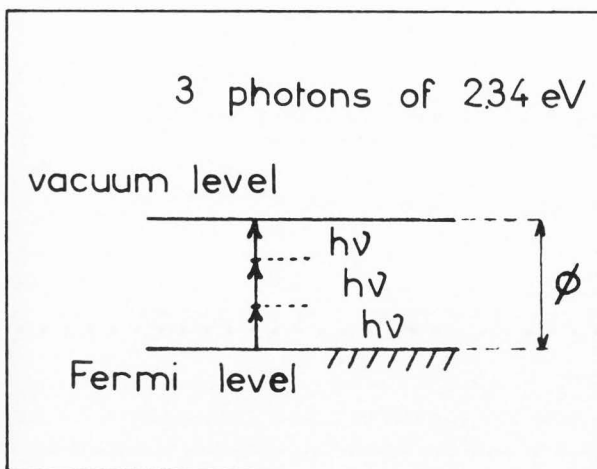 3 photons of 2.34 eV
vacuum level
hν
hν
ϕ
hν
Fermi level